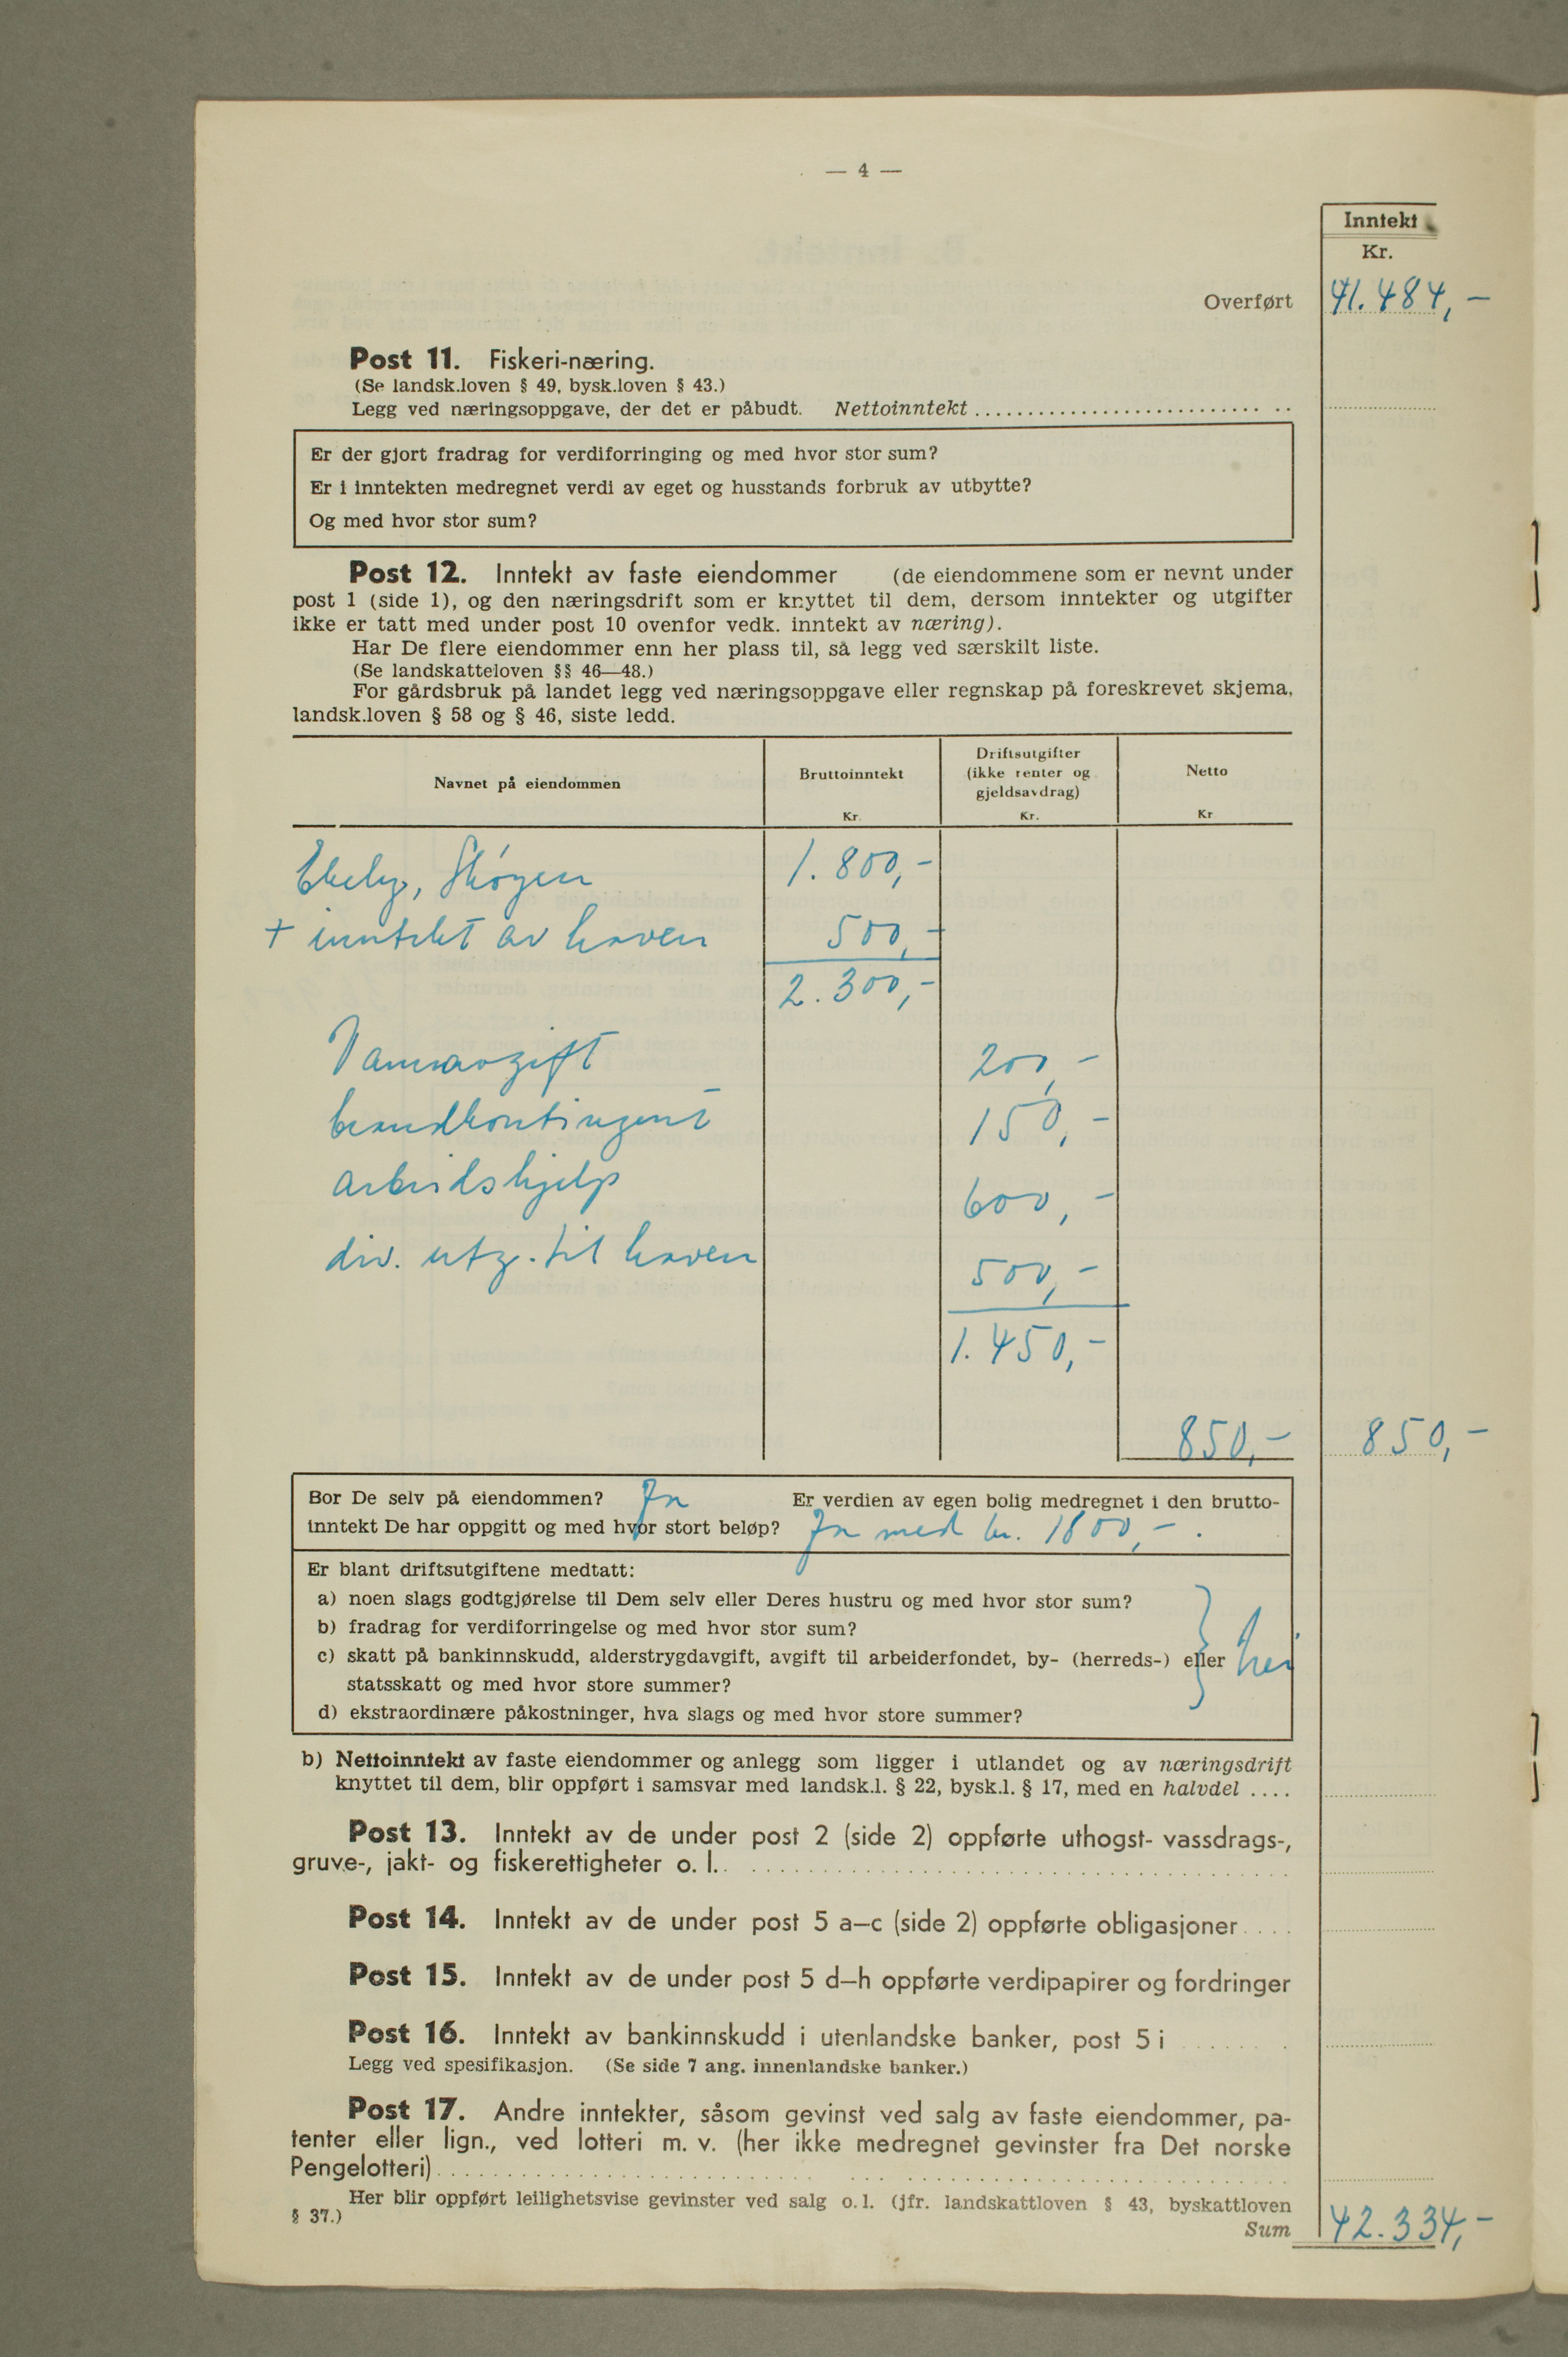 — 4 —
Inntekt
Kr.
Overført 41.484,-
Post 11. Fiskeri-næring.
(Se landsk.loven § 49, bysk.loven § 43.)
Legg ved næringsoppgave, der det er påbudt. Nettoinntekt
Er der gjort fradrag for verdiforringing og med hvor stor sum?
Er i inntekten medregnet verdi av eget og husstands forbruk av utbytte?
Og med hvor stor sum?
Post 12. Inntekt av faste eiendommer (de eiendommene som er nevnt under
post 1 (side 1), og den næringsdrift som er knyttet til dem, dersom inntekter og utgifter
ikke er tatt med under post 10 ovenfor vedk. inntekt av næring).
Har De flere eiendommer enn her plass til, så legg ved særskilt liste.
(Se landskatteloven §§ 46—48.)
For gårdsbruk på landet legg ved næringsoppgave eller regnskap på foreskrevet skjema,
landsk.loven § 58 og § 46, siste ledd.
Navnet på eiendommen
Bruttoinntekt
Kr.
Driftsutgifter
(ikke renter og
gjeldsavdrag)
Kr.
Netto
Kr
Ekely, Skøyen 1.800,-
+ inntekt av haven 500,-
2.300,-
Vannavgift 200,-
brandkontingent 150,-
arbeidshjelp 600,-
div. utg. til haven 500,-
1.450,-
850,- 850,-
Bor De selv på eiendommen? Ja Er verdien av egen bolig medregnet i den brutto-
inntekt De har oppgitt og med hvor stort beløp? Ja med kr. 1800,-.
Er blant driftsutgiftene medtatt:
a) noen slags godtgjørelse til Dem selv eller Deres hustru og med hvor stor sum?
b) fradrag for verdiforringelse og med hvor stor sum?
c) skatt på bankinnskudd, alderstrygdavgift, avgift til arbeiderfondet, by- (herreds-) eller
statsskatt og med hvor store summer?
d) ekstraordinære påkostninger, hva slags og med hvor store summer?
nei
b) Nettoinntekt av faste eiendommer og anlegg som ligger i utlandet og av næringsdrift
knyttet til dem, blir oppført i samsvar med landsk.l. § 22, bysk.l. § 17, med en halvdel ....
Post 13. Inntekt av de under post 2 (side 2) oppførte uthogst- vassdrags-,
gruve-, jakt- og fiskerettigheter o. l.
Post 14. Inntekt av de under post 5 a—c (side 2) oppførte obligasjoner
Post 15. Inntekt av de under post 5 d—h oppførte verdipapirer og fordringer
Post 16. Inntekt av bankinnskudd i utenlandske banker, post 5 i
Legg ved spesifikasjon. (Se side 7 ang. innenlandske banker.)
Post 17. Andre inntekter, såsom gevinst ved salg av faste eiendommer, pa-
tenter eller lign., ved lotteri m. v. (her ikke medregnet gevinster fra Det norske
Pengelotteri)
Her blir oppført leilighetsvise gevinster ved salg o. l. (jfr. landskattloven § 43, byskattloven
§ 37.)
Sum 42.334,-